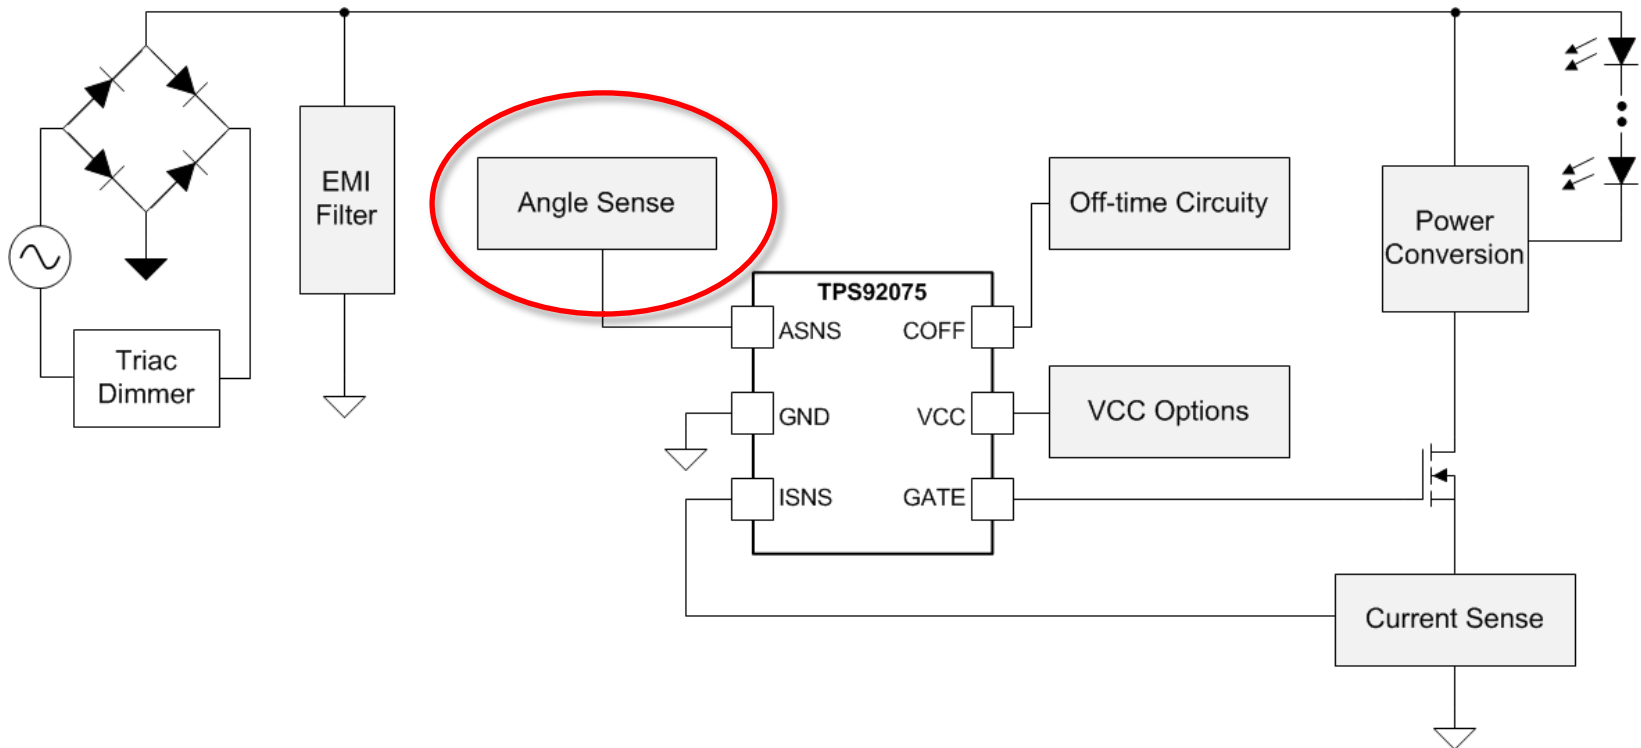 EMI
Filter
Angle Sense
Off-time Circuity
Power
Conversion
TPS92075
ASNS
COFF
Triac
Dimmer
GND
VCC
VCC Options
ISNS
GATE
Current Sense